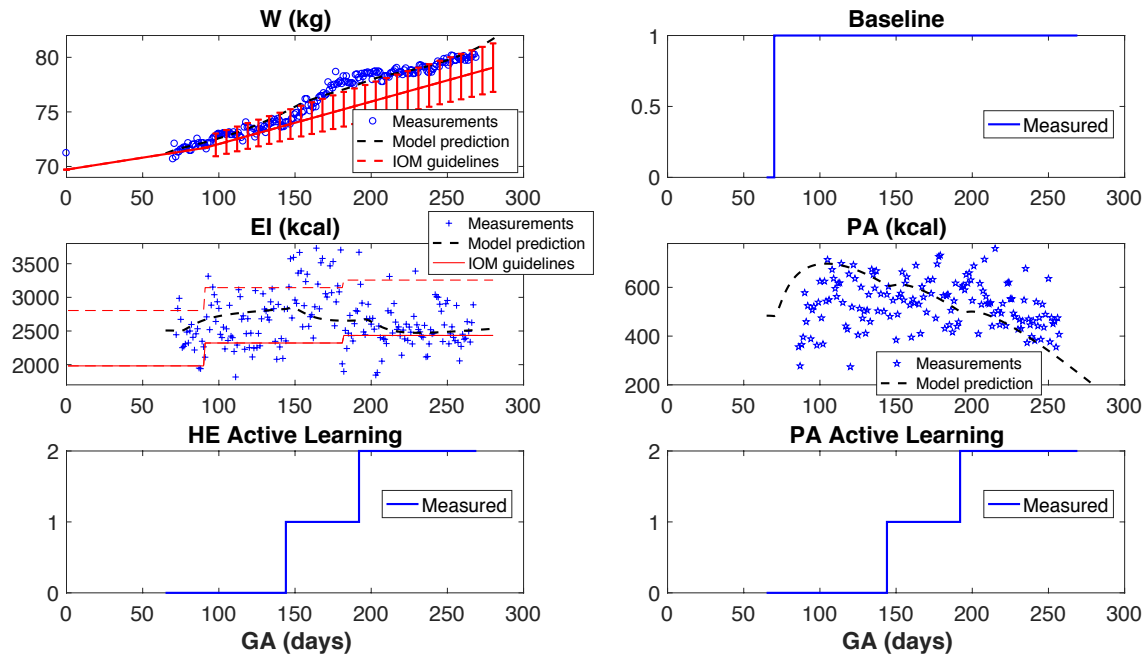 W (kg)
80
75
70
0 50 100 150 200 250 300
Measurements
Model prediction
IOM guidelines
Baseline
1
0.5
0
0 50 100 150 200 250 300
Measured
EI (kcal)
3500
3000
2500
2000
0 50 100 150 200 250 300
Measurements
Model prediction
IOM guidelines
PA (kcal)
600
400
200
0 50 100 150 200 250 300
Measurements
Model prediction
HE Active Learning
2
1
0
0 50 100 150 200 250 300
GA (days)
Measured
PA Active Learning
2
1
0
0 50 100 150 200 250 300
GA (days)
Measured